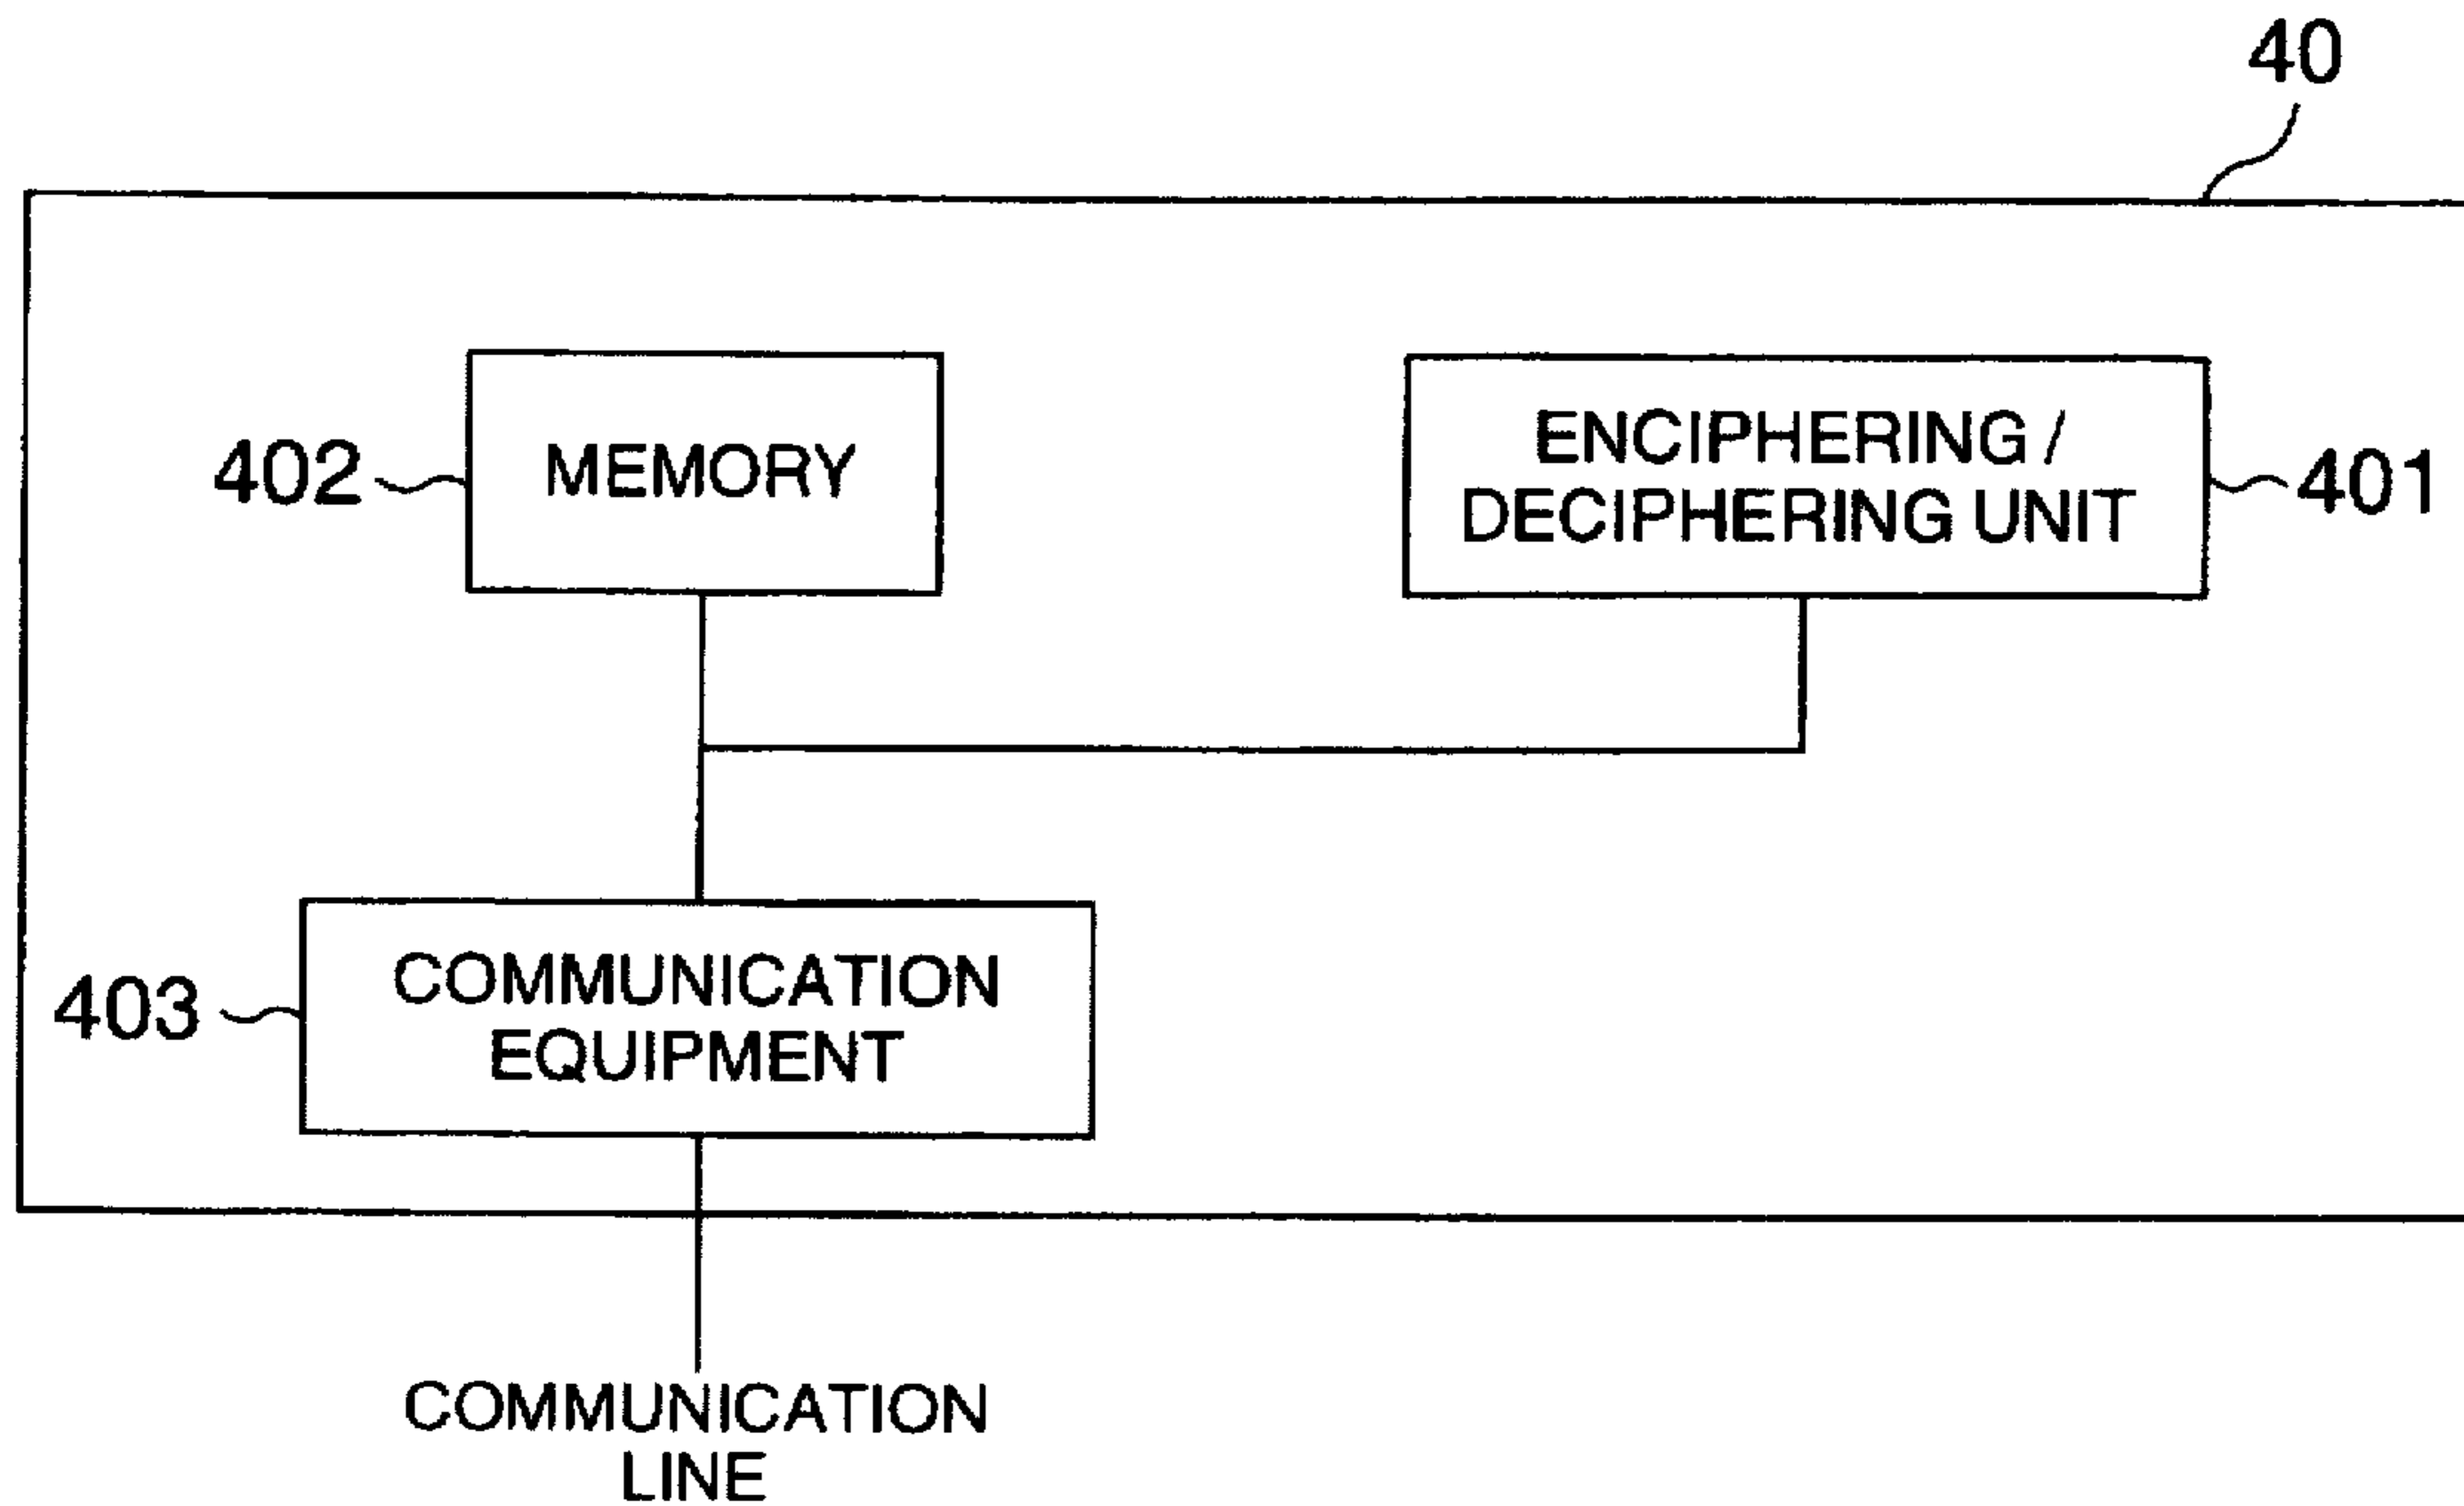 40
402
MEMORY
ENCIPHERING /
DECIPHERING UNIT
401
403
COMMUNICATION
EQUIPMENT
COMMUNICATION
LINE